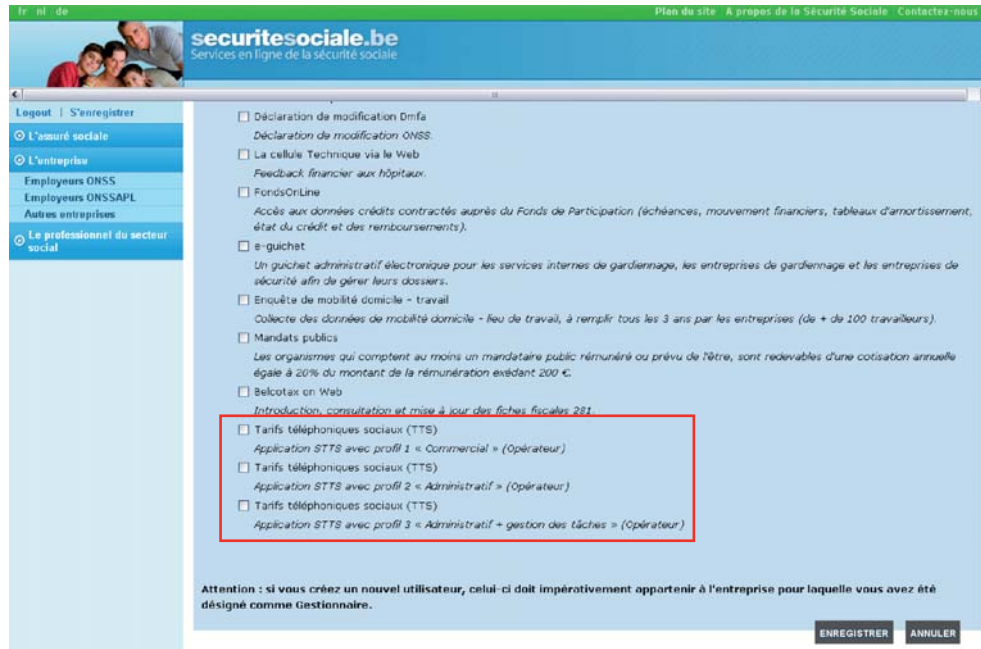 fr nl de
Plan du site A propos de la Sécurité Sociale Contactez-nous
securitesociale.be
Services en ligne de la sécurité sociale
Logout | S'enregistrer
L'assuré sociale
L'entreprise
Employeurs ONSS
Employeurs ONSSAPL
Autres entreprises
Le professionnel du secteur
social
Déclaration de modification Dmfa
Déclaration de modification ONSS.
La cellule Technique via le Web
Feedback financier aux hôpitaux.
FondsOnLine
Accès aux données crédits contractés auprès du Fonds de Participation (échéances, mouvement financiers, tableaux d'amortissement,
état du crédit et des remboursements).
e-guichet
Un guichet administratif électronique pour les services internes de gardiennage, les entreprises de gardiennage et les entreprises de
sécurité afin de gérer leurs dossiers.
Enquête de mobilité domicile - travail
Collecte des données de mobilité domicile - lieu de travail, à remplir tous les 3 ans par les entreprises (de + de 100 travailleurs).
Mandats publics
Les organismes qui comptent au moins un mandataire public rémunéré ou prévu de l'être, sont redevables d'une cotisation annuelle
égale à 20% du montant de la rémunération exédant 200 €.
Belcotax on Web
Introduction, consultation et mise à jour des fiches fiscales 281.
Tarifs téléphoniques sociaux (TTS)
Application STTS avec profil 1 « Commercial » (Opérateur)
Tarifs téléphoniques sociaux (TTS)
Application STTS avec profil 2 « Administratif » (Opérateur)
Tarifs téléphoniques sociaux (TTS)
Application STTS avec profil 3 « Administratif + gestion des tâches » (Opérateur)
Attention : si vous créez un nouvel utilisateur, celui-ci doit impérativement appartenir à l'entreprise pour laquelle vous avez été
désigné comme Gestionnaire.
ENREGISTRER ANNULER